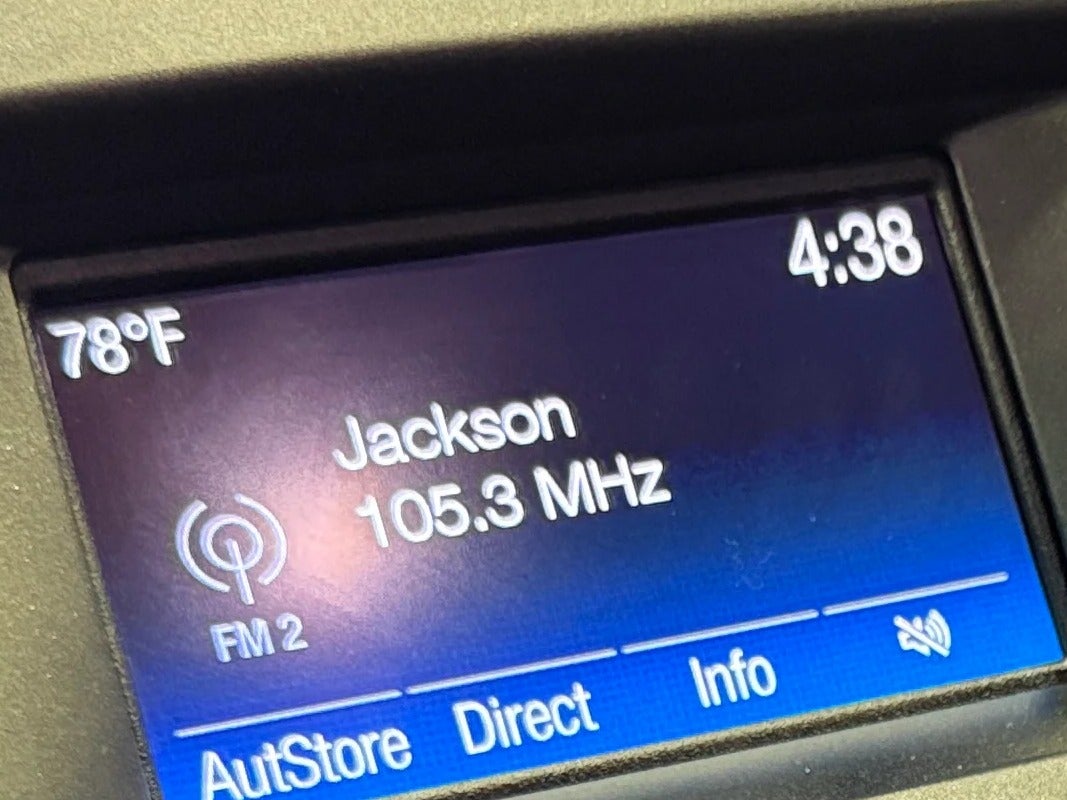 4:38
78°F
Jackson
105.3 MHz
FM 2
AutStore Direct Info